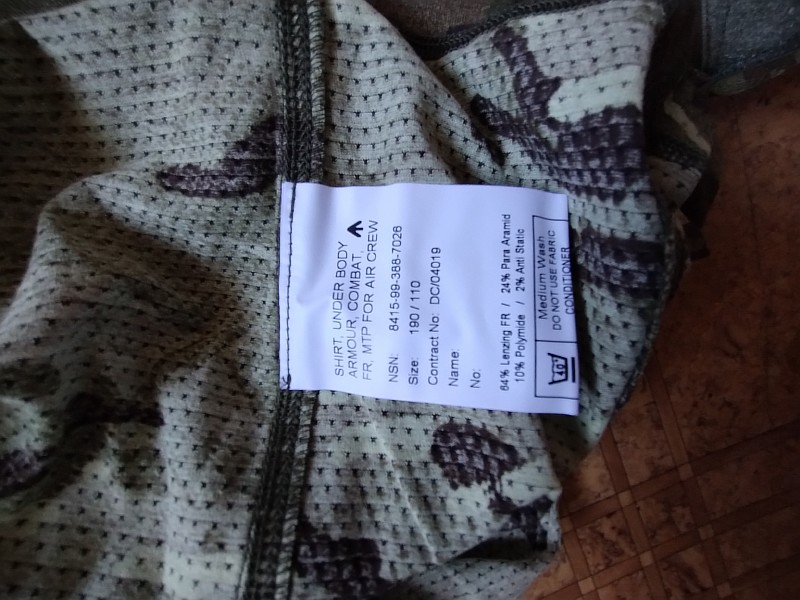 SHIRT, UNDER BODY
ARMOUR, COMBAT,
FR, MTP FOR AIR CREW
NSN: 8415-99-388-7026
Size: 190/110
Contract No: DC/04019
Name:
No:
64% Lenzing FR / 24% Para Aramid
10% Polymide / 2% Anti Static
40
Medium Wash
DO NOT USE FABRIC
CONDITIONER